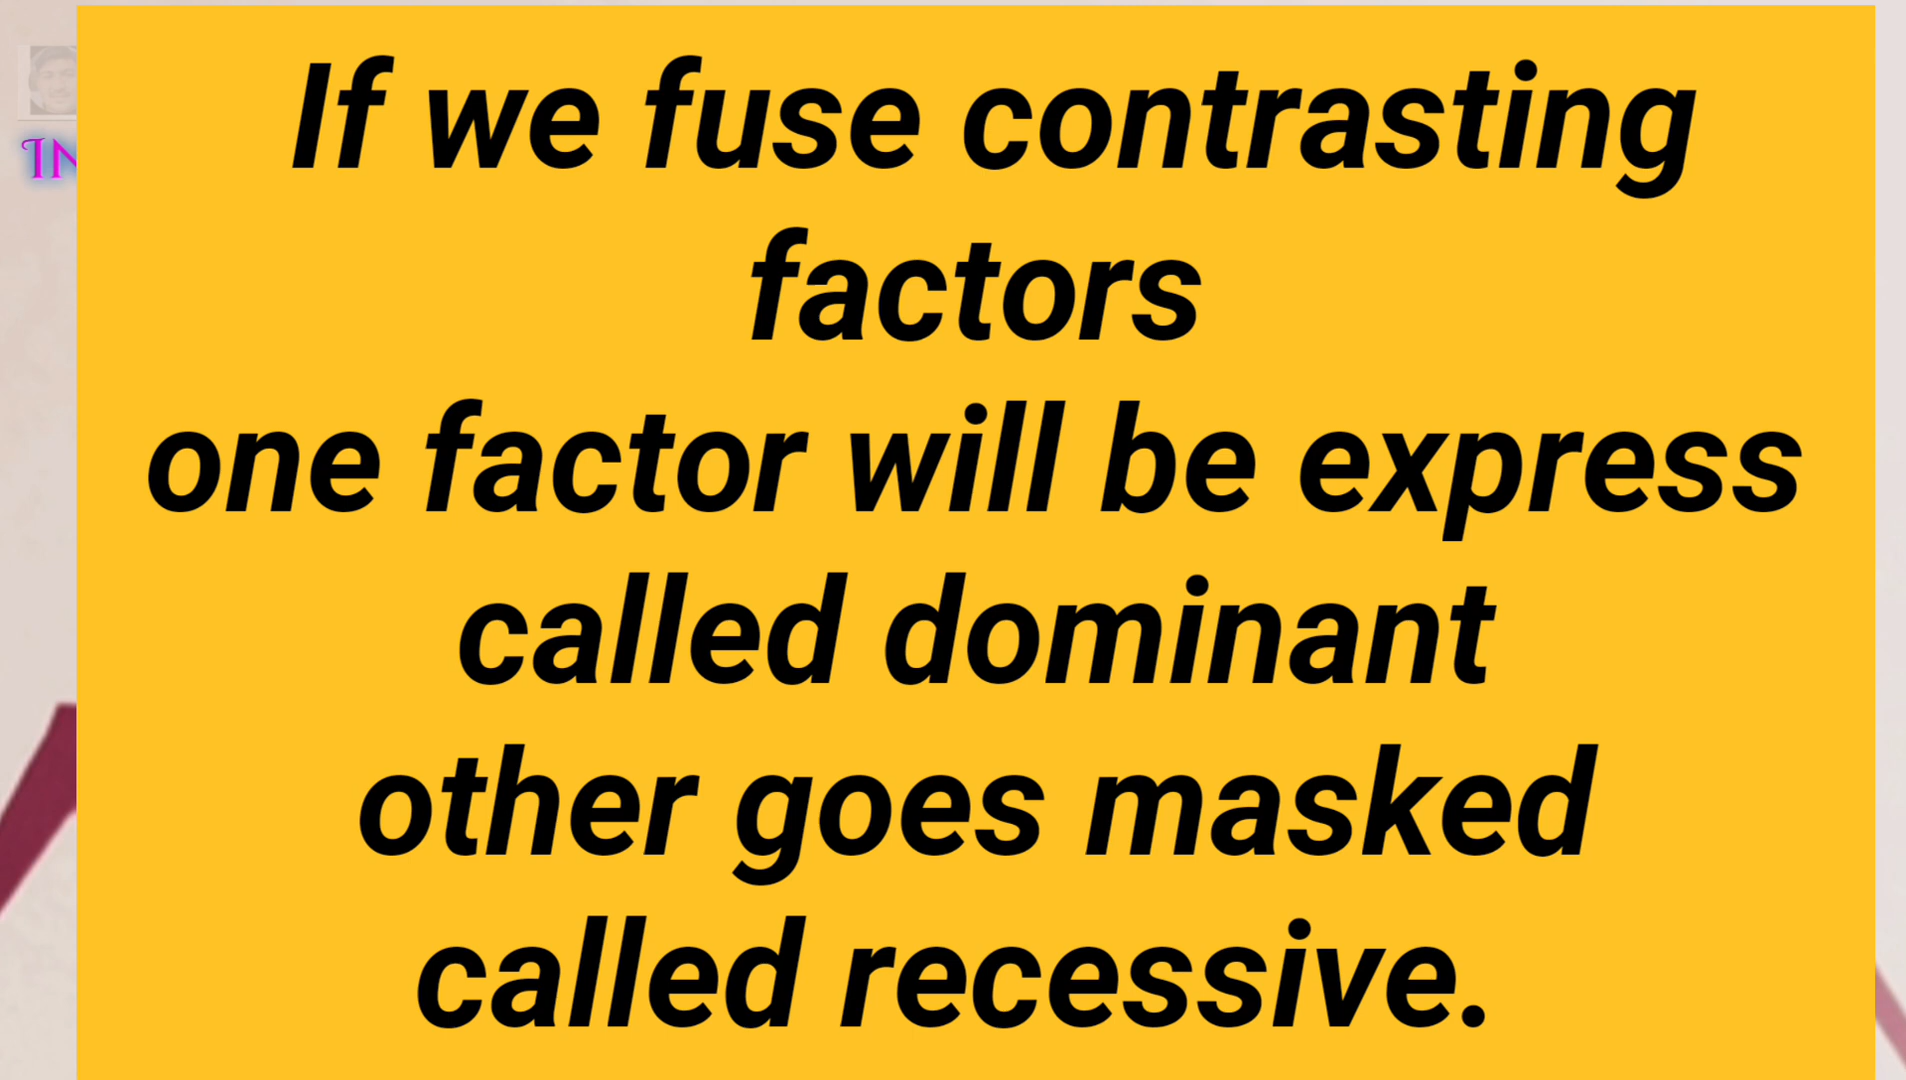 If we fuse contrasting
factors
one factor will be express
called dominant
other goes masked
called recessive.